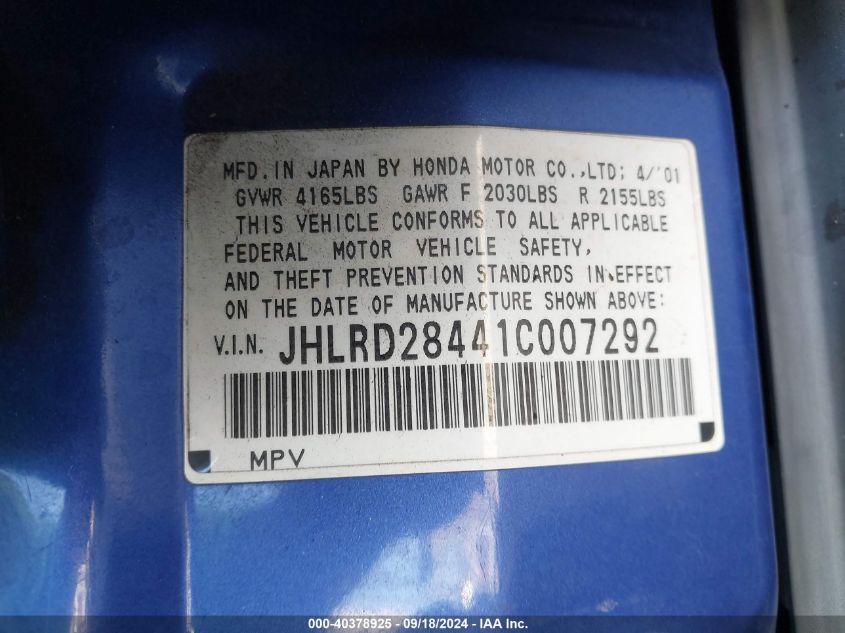 MFD. IN JAPAN BY HONDA MOTOR CO.,LTD; 4/'01
GVWR 4165LBS GAWR F 2030LBS R 2155LBS
THIS VEHICLE CONFORMS TO ALL APPLICABLE
FEDERAL MOTOR VEHICLE SAFETY,
AND THEFT PREVENTION STANDARDS IN EFFECT
ON THE DATE OF MANUFACTURE SHOWN ABOVE:
V.I.N. JHLRD28441C007292
MPV
000-40378925 - 09/18/2024 - IAA Inc.